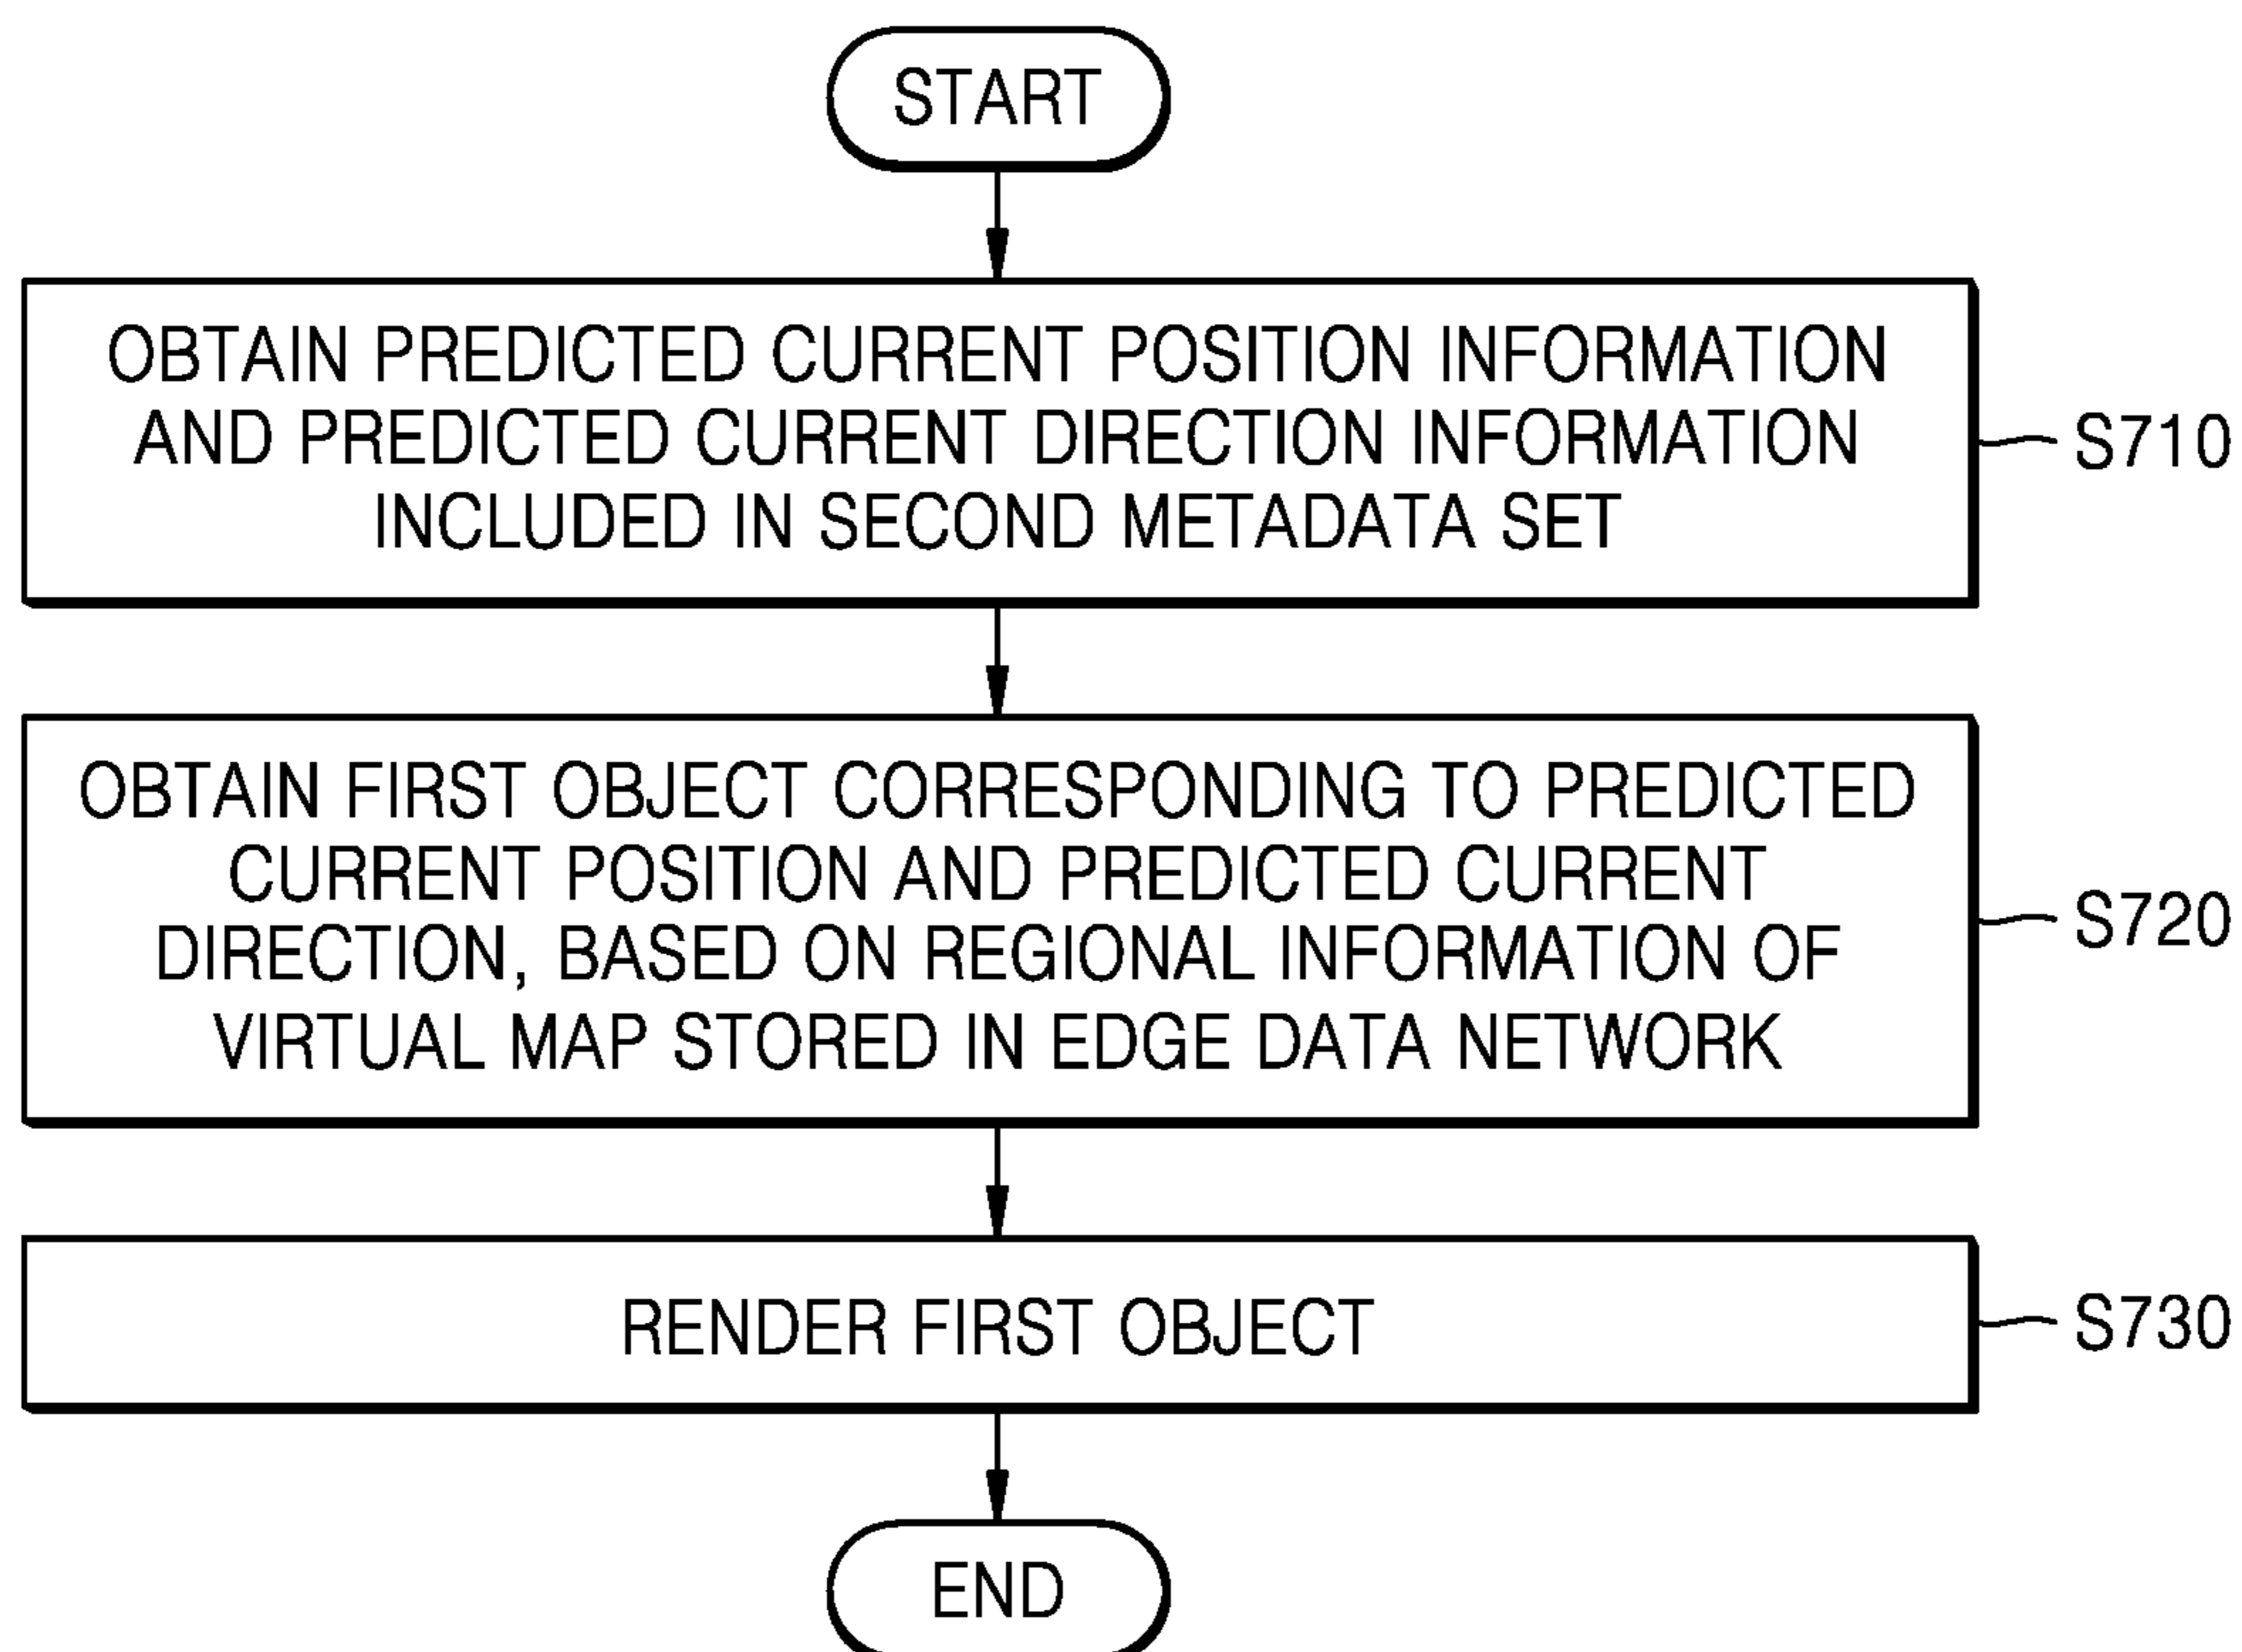 START
OBTAIN PREDICTED CURRENT POSITION INFORMATION
AND PREDICTED CURRENT DIRECTION INFORMATION
INCLUDED IN SECOND METADATA SET
S710
OBTAIN FIRST OBJECT CORRESPONDING TO PREDICTED
CURRENT POSITION AND PREDICTED CURRENT
DIRECTION, BASED ON REGIONAL INFORMATION OF
VIRTUAL MAP STORED IN EDGE DATA NETWORK
S720
RENDER FIRST OBJECT
S730
END